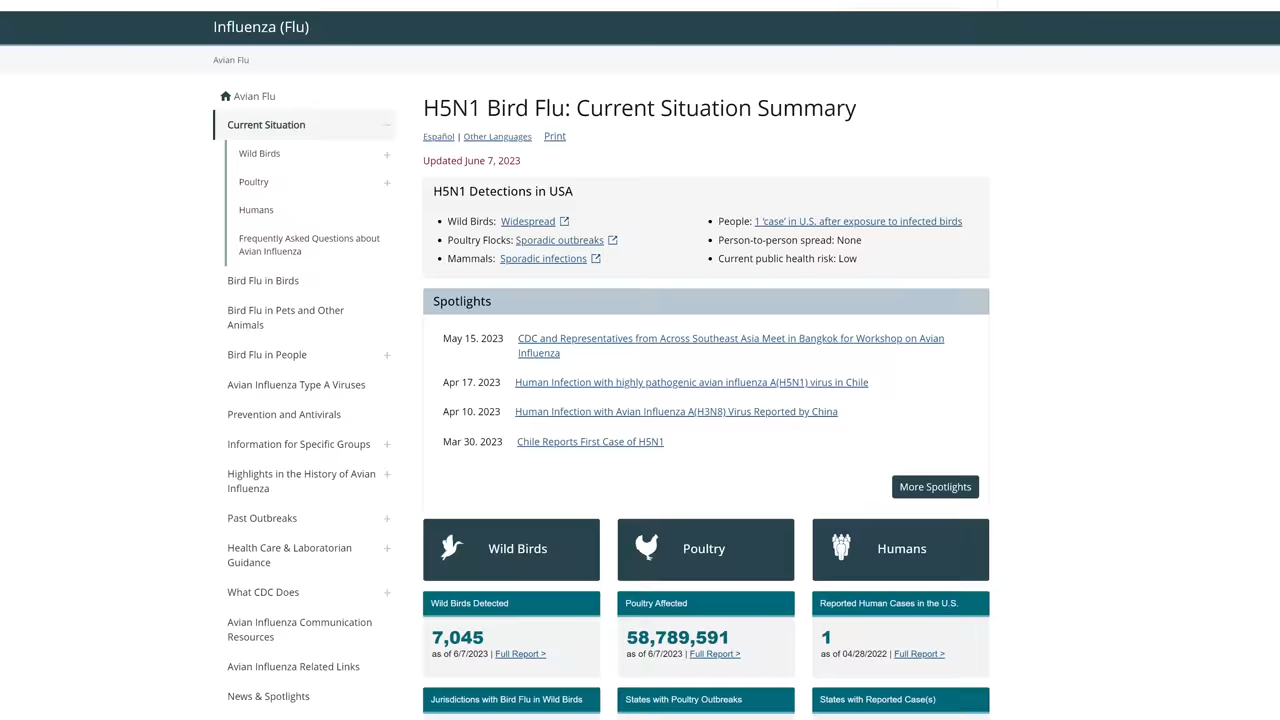 Influenza (Flu)
Avian Flu
Avian Flu
Current Situation
Wild Birds
Poultry
Humans
Frequently Asked Questions about
Avian Influenza
Bird Flu in Birds
Bird Flu in Pets and Other
Animals
Bird Flu in People
Avian Influenza Type A Viruses
Prevention and Antivirals
Information for Specific Groups
Highlights in the History of Avian
Influenza
Past Outbreaks
Health Care & Laboratorian
Guidance
What CDC Does
Avian Influenza Communication
Resources
Avian Influenza Related Links
News & Spotlights
H5N1 Bird Flu: Current Situation Summary
Español | Other Languages Print
Updated June 7, 2023
H5N1 Detections in USA
• Wild Birds: Widespread
• Poultry Flocks: Sporadic outbreaks
• Mammals: Sporadic infections
• People: 1 ‘case’ in U.S. after exposure to infected birds
• Person-to-person spread: None
• Current public health risk: Low
Spotlights
May 15. 2023 CDC and Representatives from Across Southeast Asia Meet in Bangkok for Workshop on Avian
Influenza
Apr 17. 2023 Human Infection with highly pathogenic avian influenza A(H5N1) virus in Chile
Apr 10. 2023 Human Infection with Avian Influenza A(H3N8) Virus Reported by China
Mar 30. 2023 Chile Reports First Case of H5N1
More Spotlights
Wild Birds
Poultry
Humans
Wild Birds Detected
Poultry Affected
Reported Human Cases in the U.S.
7,045
58,789,591
1
as of 6/7/2023 | Full Report >
as of 6/7/2023 | Full Report >
as of 04/28/2022 | Full Report >
Jurisdictions with Bird Flu in Wild Birds
States with Poultry Outbreaks
States with Reported Case(s)